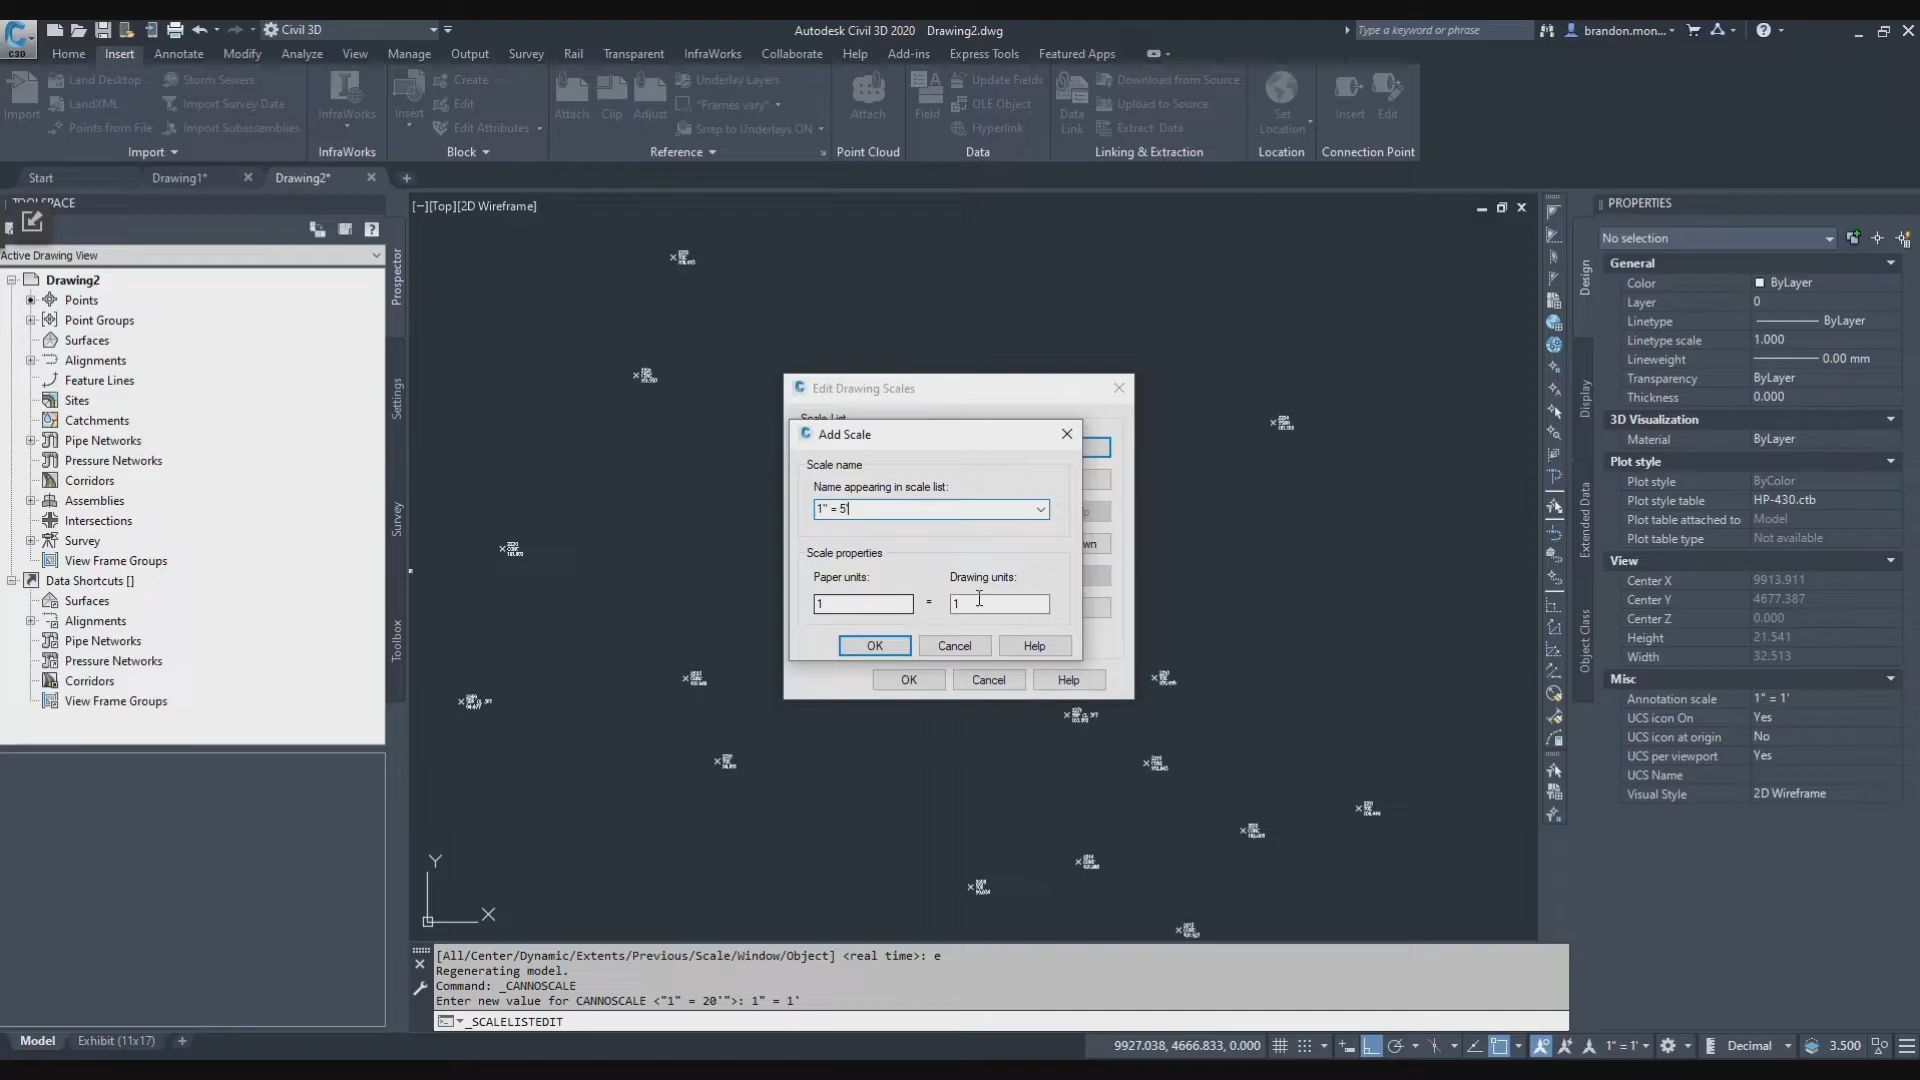 Civil 3D
Autodesk Civil 3D 2020 Drawing2.dwg
Type a keyword or phrase
brandon.mon...
C3D
Home Insert Annotate Modify Analyze View Manage Output Survey Rail Transparent InfraWorks Collaborate Help Add-ins Express Tools Featured Apps
Import
Land Desktop
LandXML
Points from File
Storm Sewers
Import Survey Data
Import Subassemblies
InfraWorks
Insert
Create
Edit
Edit Attributes
Attach
Clip
Adjust
Underlay Layers
*Frames vary*
Snap to Underlays ON
Attach
Field
Update Fields
OLE Object
Hyperlink
Data
Link
Download from Source
Upload to Source
Extract Data
Set
Location
Insert
Edit
Import InfraWorks Block Reference Point Cloud Data Linking & Extraction Location Connection Point
Start Drawing1* Drawing2*
TOOLSPACE
Active Drawing View
Drawing2
Points
Point Groups
Surfaces
Alignments
Feature Lines
Sites
Catchments
Pipe Networks
Pressure Networks
Corridors
Assemblies
Intersections
Survey
View Frame Groups
Data Shortcuts []
Surfaces
Alignments
Pipe Networks
Pressure Networks
Corridors
View Frame Groups
Prospector
Settings
Survey
Toolbox
[−][Top][2D Wireframe]
Edit Drawing Scales
Scale List
Add Scale
Scale name
Name appearing in scale list:
1" = 5'
Scale properties
Paper units:
Drawing units:
1 = 1
OK Cancel Help
OK Cancel Help
Y
X
[All/Center/Dynamic/Extents/Previous/Scale/Window/Object] <real time>: e
Regenerating model.
Command: _CANNOSCALE
Enter new value for CANNOSCALE <"1" = 20'">: 1" = 1'
_SCALELISTEDIT
PROPERTIES
No selection
General
Color ByLayer
Layer 0
Linetype ByLayer
Linetype scale 1.000
Lineweight 0.00 mm
Transparency ByLayer
Thickness 0.000
3D Visualization
Material ByLayer
Plot style
Plot style ByColor
Plot style table HP-430.ctb
Plot table attached to Model
Plot table type Not available
View
Center X 9913.911
Center Y 4677.387
Center Z 0.000
Height 21.541
Width 32.513
Misc
Annotation scale 1" = 1'
UCS icon On Yes
UCS icon at origin No
UCS per viewport Yes
UCS Name
Visual Style 2D Wireframe
Design
Display
Extended Data
Object Class
Model Exhibit (11x17)
9927.038, 4666.833, 0.000
1" = 1'
Decimal
3.500